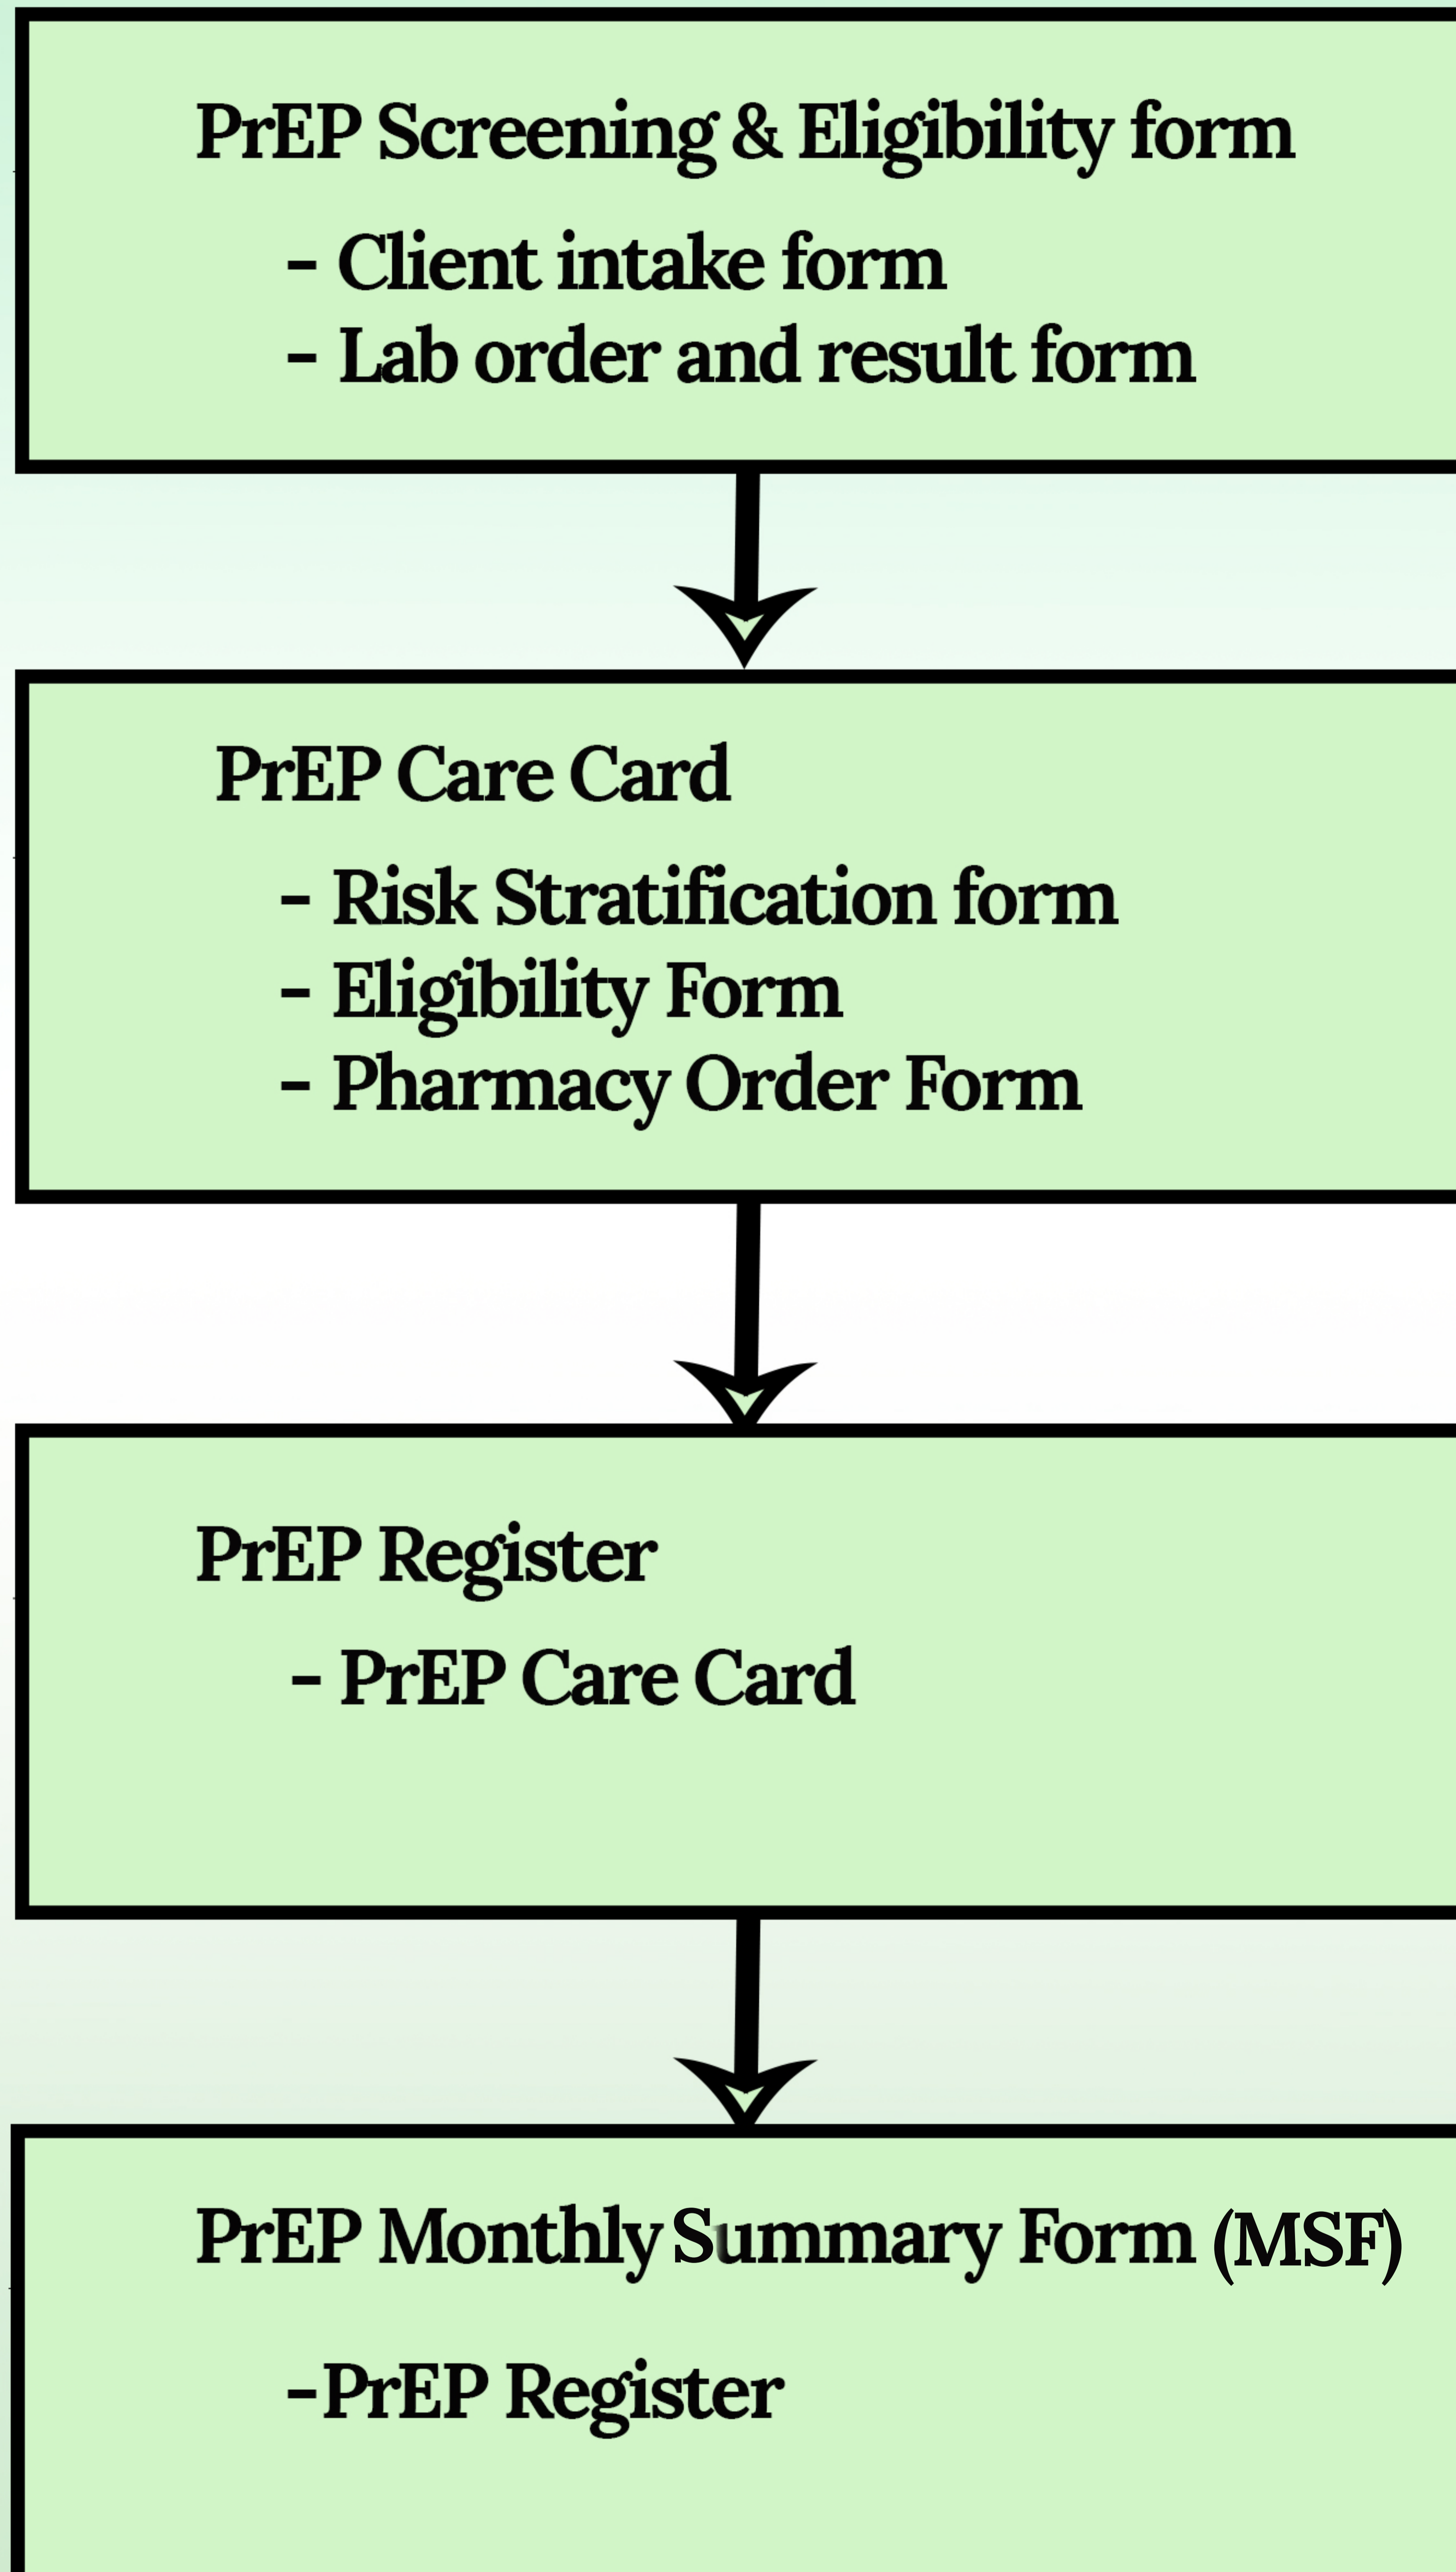 PrEP Screening & Eligibility form
- Client intake form
- Lab order and result form
PrEP Care Card
- Risk Stratification form
- Eligibility Form
- Pharmacy Order Form
PrEP Register
- PrEP Care Card
PrEP Monthly Summary Form (MSF)
-PrEP Register